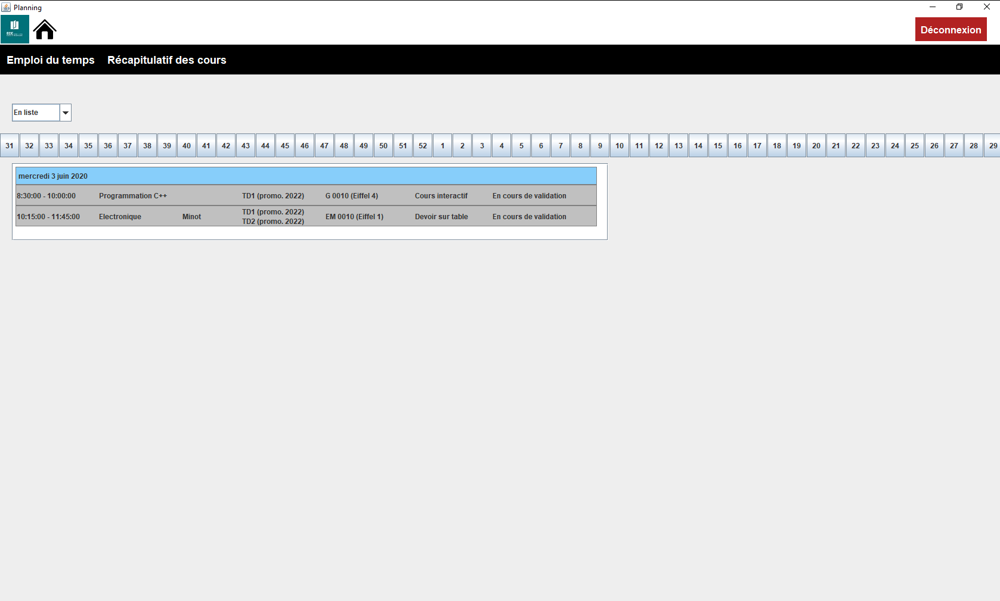 Planning
ECE
Déconnexion
Emploi du temps Récapitulatif des cours
En liste
31 32 33 34 35 36 37 38 39 40 41 42 43 44 45 46 47 48 49 50 51 52 1 2 3 4 5 6 7 8 9 10 11 12 13 14 15 16 17 18 19 20 21 22 23 24 25 26 27 28 29
mercredi 3 juin 2020
8:30:00 - 10:00:00 Programmation C++ TD1 (promo. 2022) G 0010 (Eiffel 4) Cours interactif En cours de validation
10:15:00 - 11:45:00 Electronique Minot TD1 (promo. 2022) EM 0010 (Eiffel 1) Devoir sur table En cours de validation
TD2 (promo. 2022)